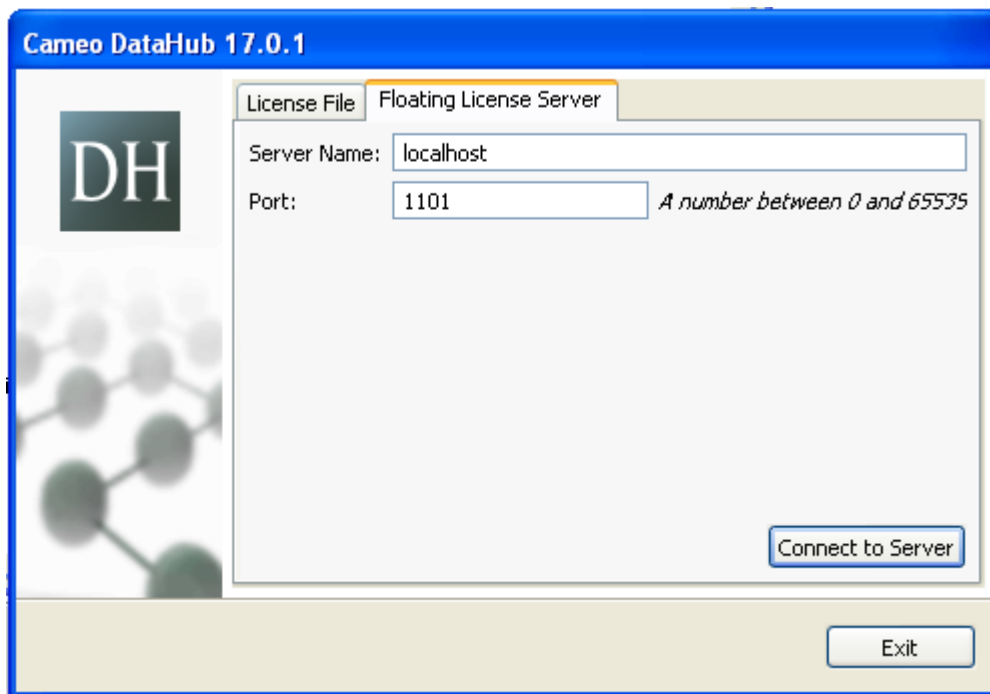 Cameo DataHub 17.0.1
DH
License File Floating License Server
Server Name: localhost
Port: 1101 A number between 0 and 65535
Connect to Server
Exit